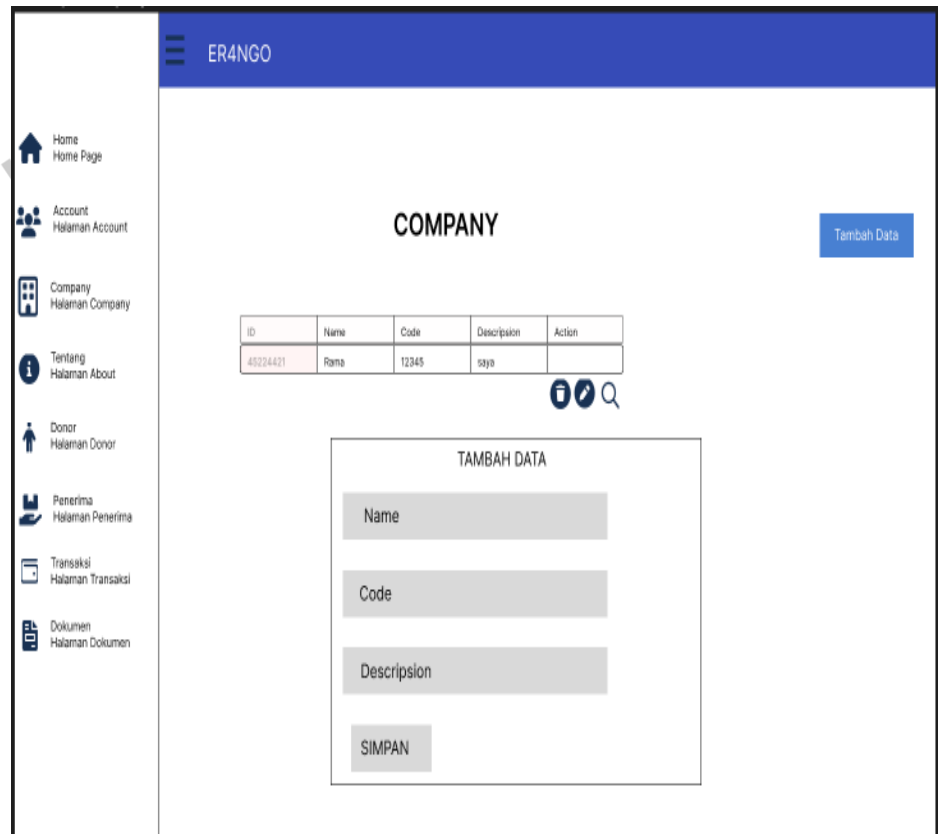 ER4NGO
Home
Home Page
Account
Halaman Account
Company
Halaman Company
Tentang
Halaman About
Donor
Halaman Donor
Penerima
Halaman Penerima
Transaksi
Halaman Transaksi
Dokumen
Halaman Dokumen
COMPANY
Tambah Data
ID Name Code Descripsion Action
45224421 Rama 12345 saya
TAMBAH DATA
Name
Code
Descripsion
SIMPAN